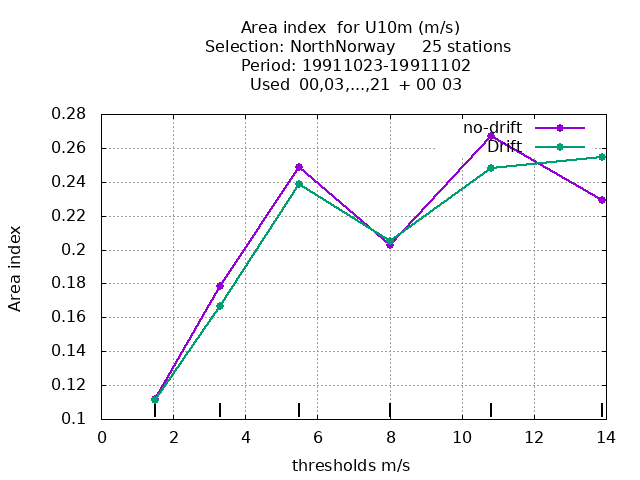 Area index  for U10m (m/s)
Selection: NorthNorway     25 stations
Period: 19911023-19911102
Used  00,03,...,21  + 00 03
no-drift
Drift
Area index
0.28
0.26
0.24
0.22
0.2
0.18
0.16
0.14
0.12
0.1
0 2 4 6 8 10 12 14
thresholds m/s